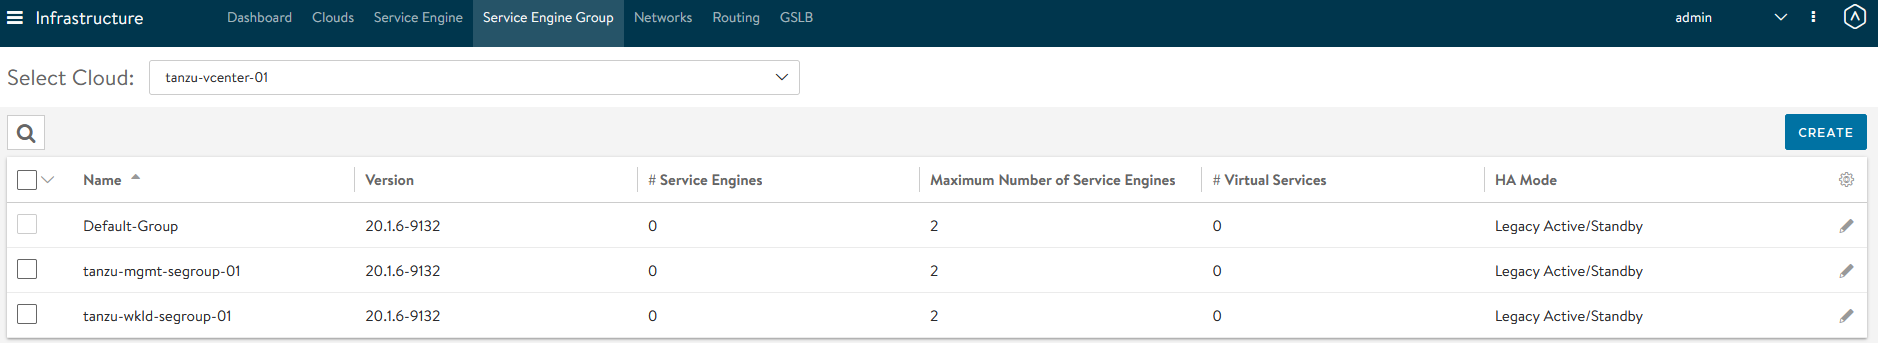 Infrastructure Dashboard Clouds Service Engine Service Engine Group Networks Routing GSLB admin
Select Cloud: tanzu-vcenter-01
CREATE
Name Version # Service Engines Maximum Number of Service Engines # Virtual Services HA Mode
Default-Group 20.1.6-9132 0 2 0 Legacy Active/Standby
tanzu-mgmt-segroup-01 20.1.6-9132 0 2 0 Legacy Active/Standby
tanzu-wkld-segroup-01 20.1.6-9132 0 2 0 Legacy Active/Standby